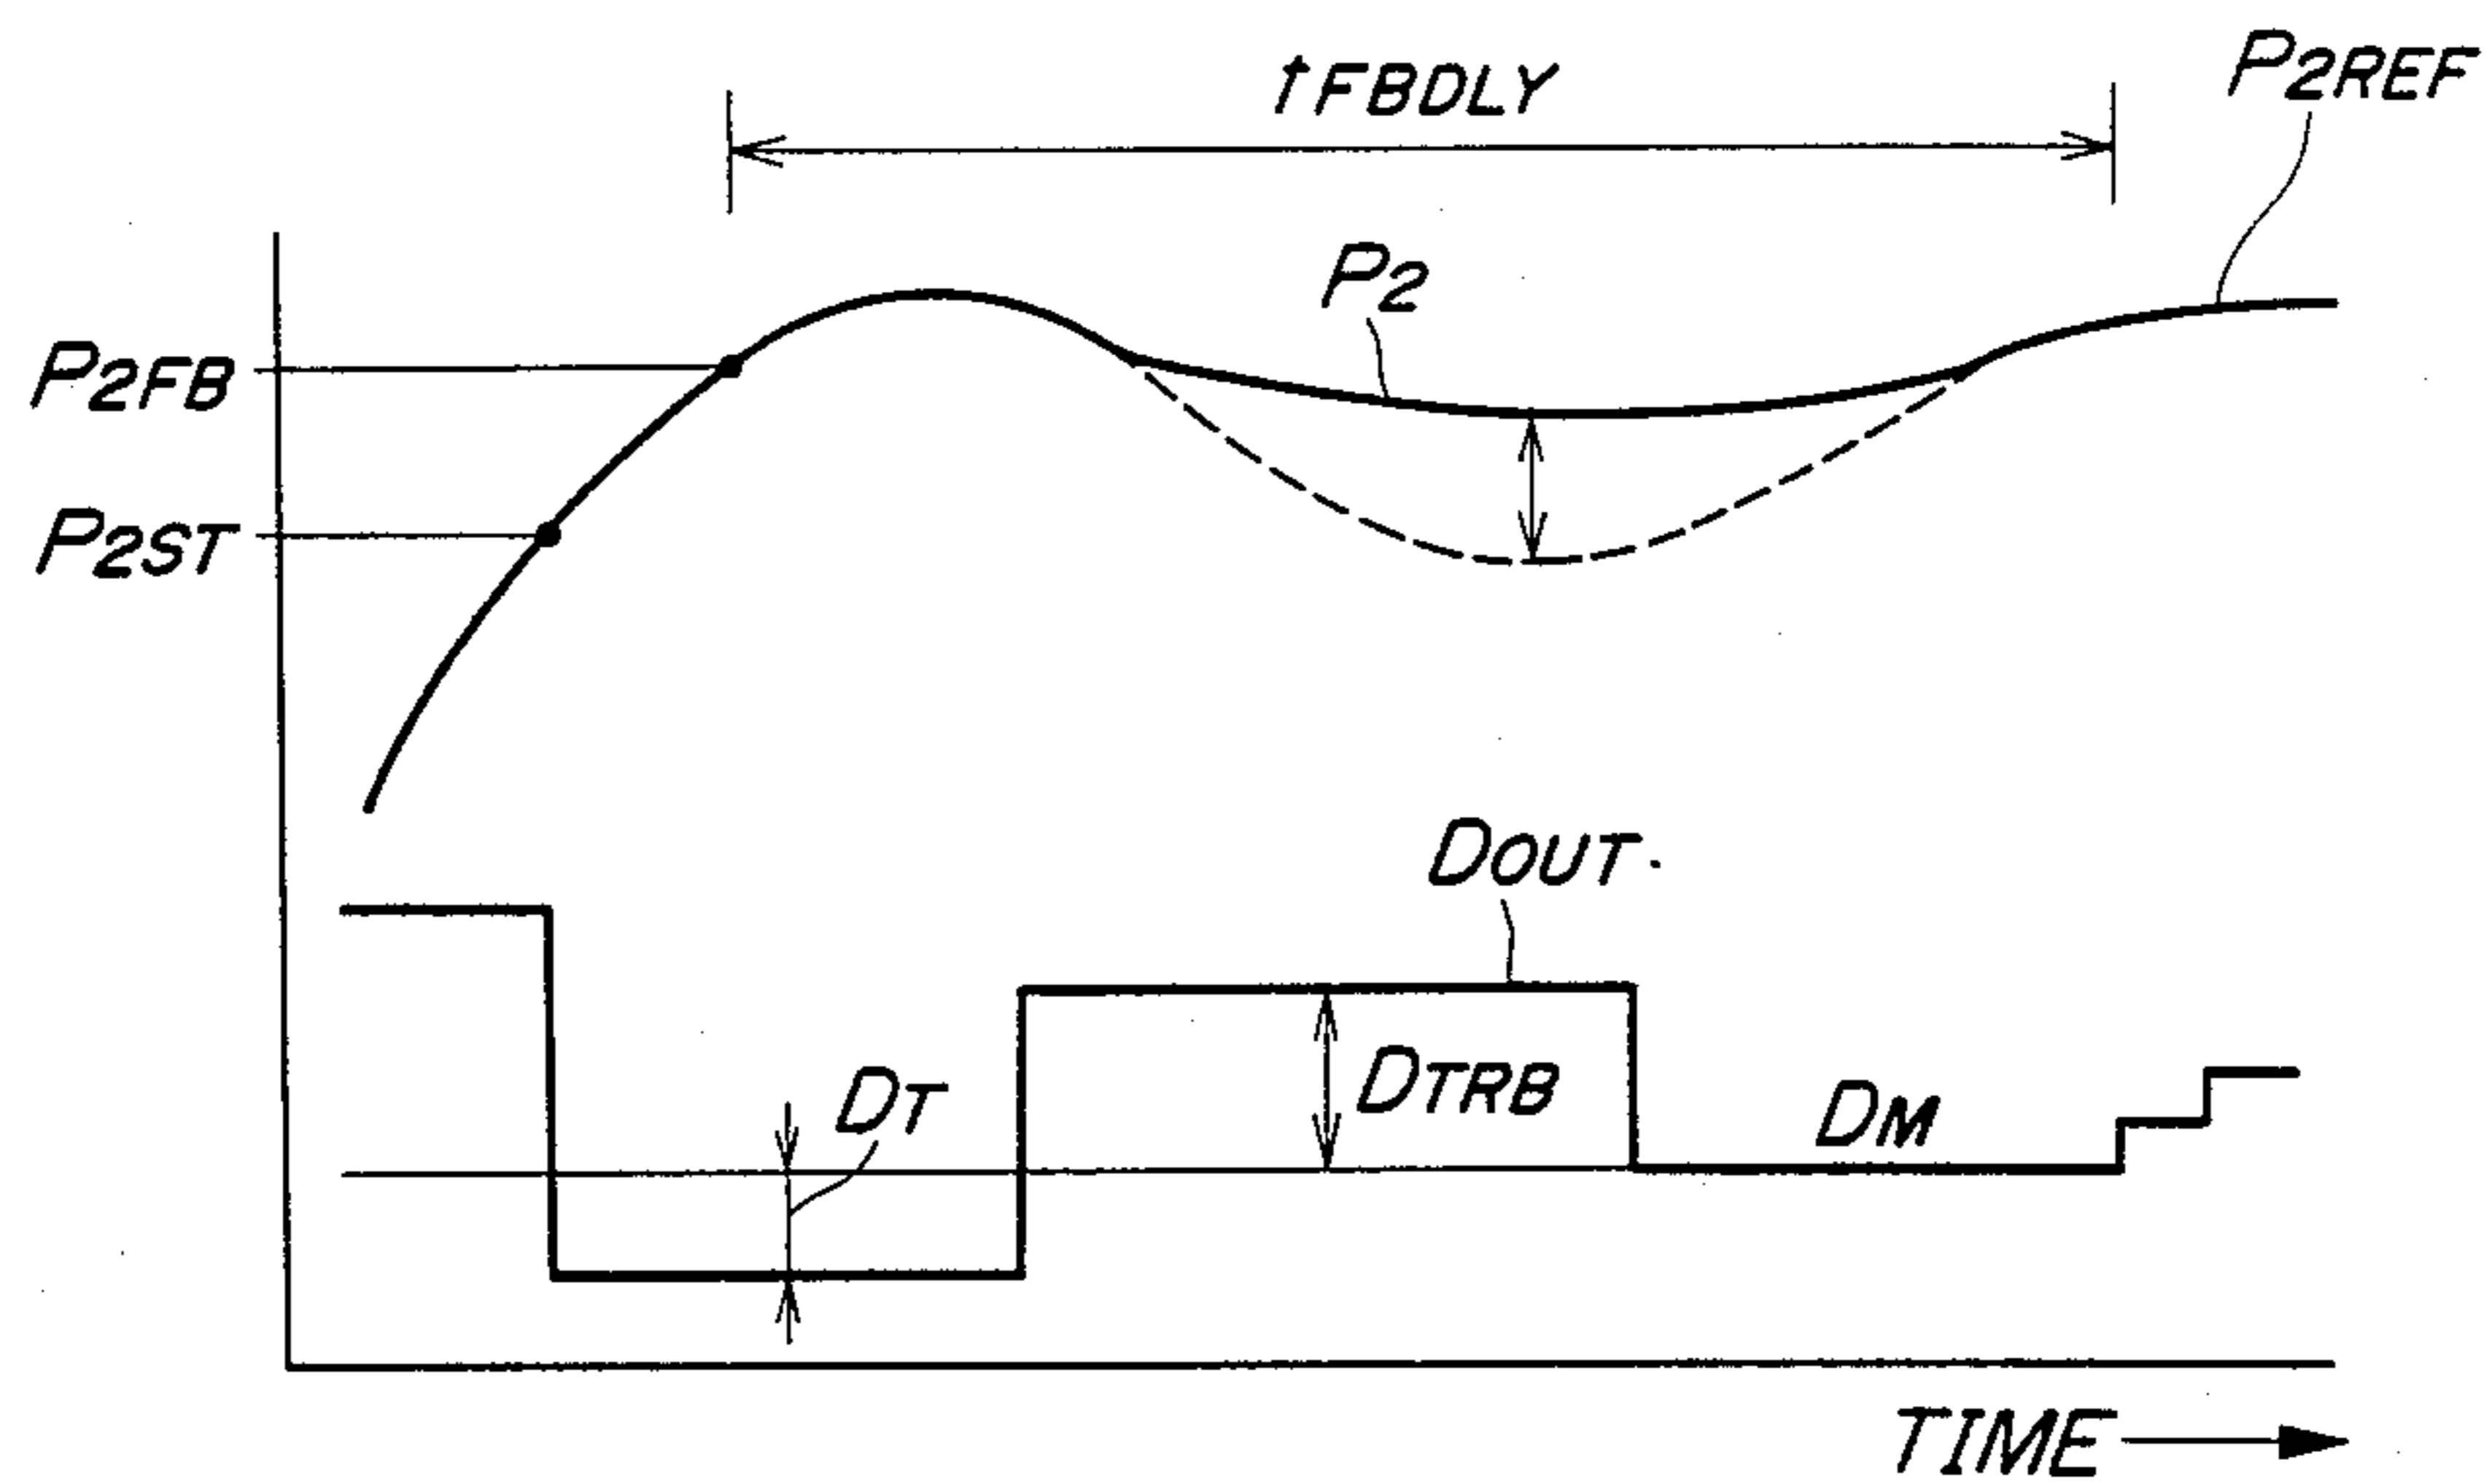 tFBDLY
P2REF
P2
P2FB
P2ST
DOUT
DT
DTRB
DM
TIME